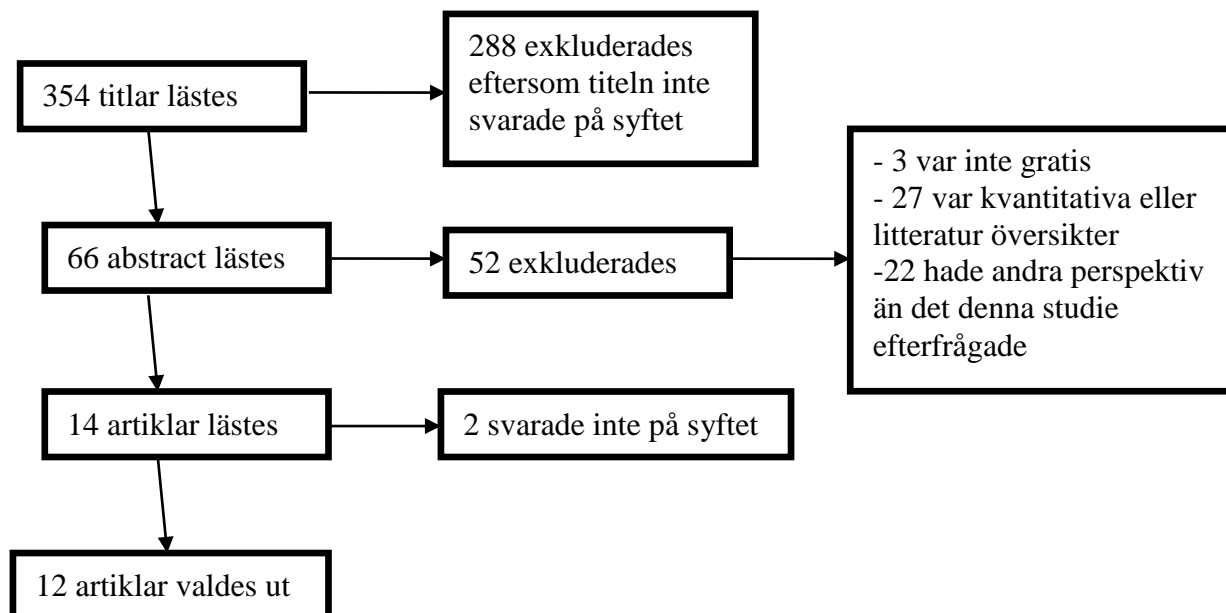 354 titlar lästes
288 exkluderades
eftersom titeln inte
svarade på syftet
66 abstract lästes
52 exkluderades
- 3 var inte gratis
- 27 var kvantitativa eller
litteratur översikter
-22 hade andra perspektiv
än det denna studie
efterfrågade
14 artiklar lästes
2 svarade inte på syftet
12 artiklar valdes ut